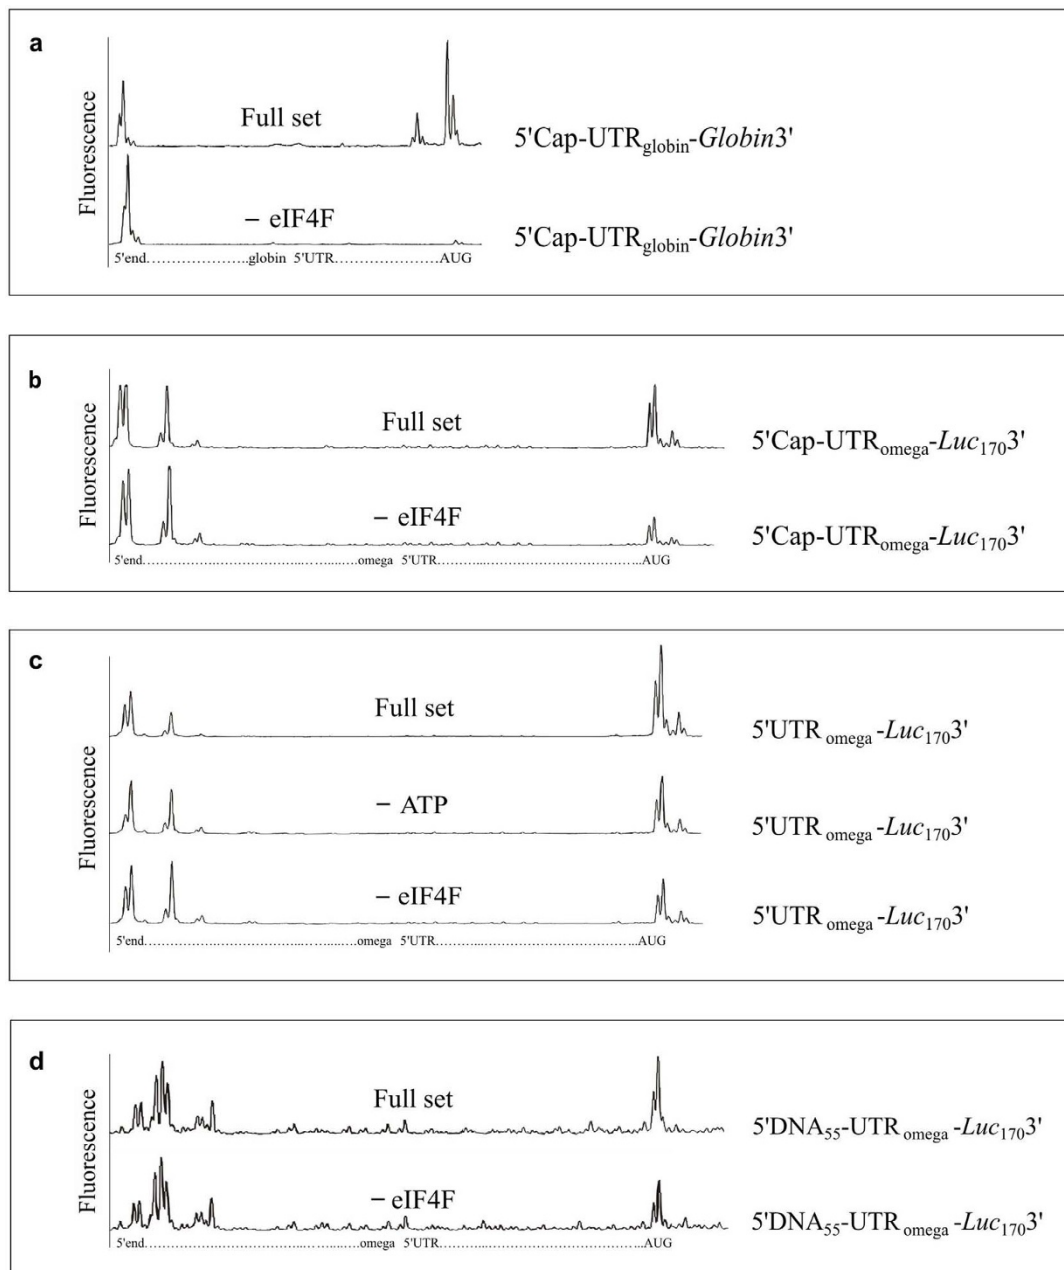 a
Fluorescence
Full set
5'Cap-UTRglobin-Globin3'
– eIF4F
5'Cap-UTRglobin-Globin3'
5'end……………………..globin 5'UTR…………………..AUG
b
Fluorescence
Full set
5'Cap-UTRomega-Luc1703'
– eIF4F
5'Cap-UTRomega-Luc1703'
5'end……………………………..……..….omega 5'UTR………..……………………………..AUG
c
Fluorescence
Full set
5'UTR omega -Luc1703'
– ATP
5'UTR omega -Luc1703'
– eIF4F
5'UTR omega -Luc1703'
5'end……………………………..……..….omega 5'UTR………..……………………………..AUG
d
Fluorescence
Full set
5'DNA55-UTR omega -Luc1703'
– eIF4F
5'DNA55-UTR omega -Luc1703'
5'end……………………………..……..….omega 5'UTR………..……………………………..AUG